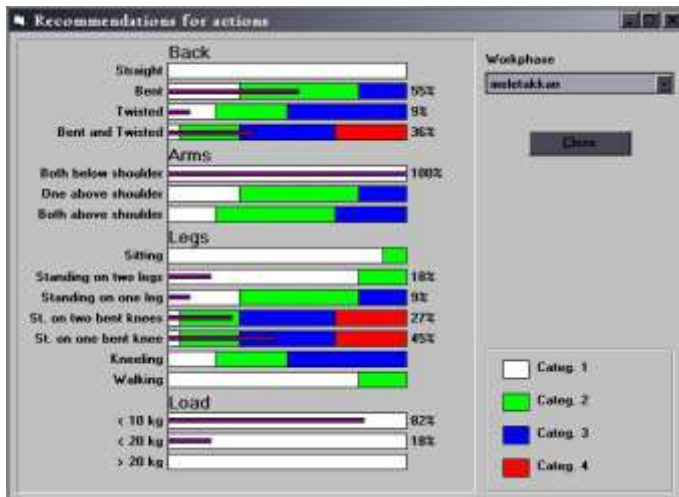 Recommendations for actions
Back
Straight
Bent 55%
Twisted 9%
Bent and Twisted 36%
Arms
Both below shoulder 100%
One above shoulder
Both above shoulder
Legs
Sitting
Standing on two legs 18%
Standing on one leg 9%
St. on two bent knees 27%
St. on one bent knee 45%
Kneeling
Walking
Load
< 10 kg 82%
< 20 kg 18%
> 20 kg
Workphase
meletakkan
Close
Categ. 1
Categ. 2
Categ. 3
Categ. 4